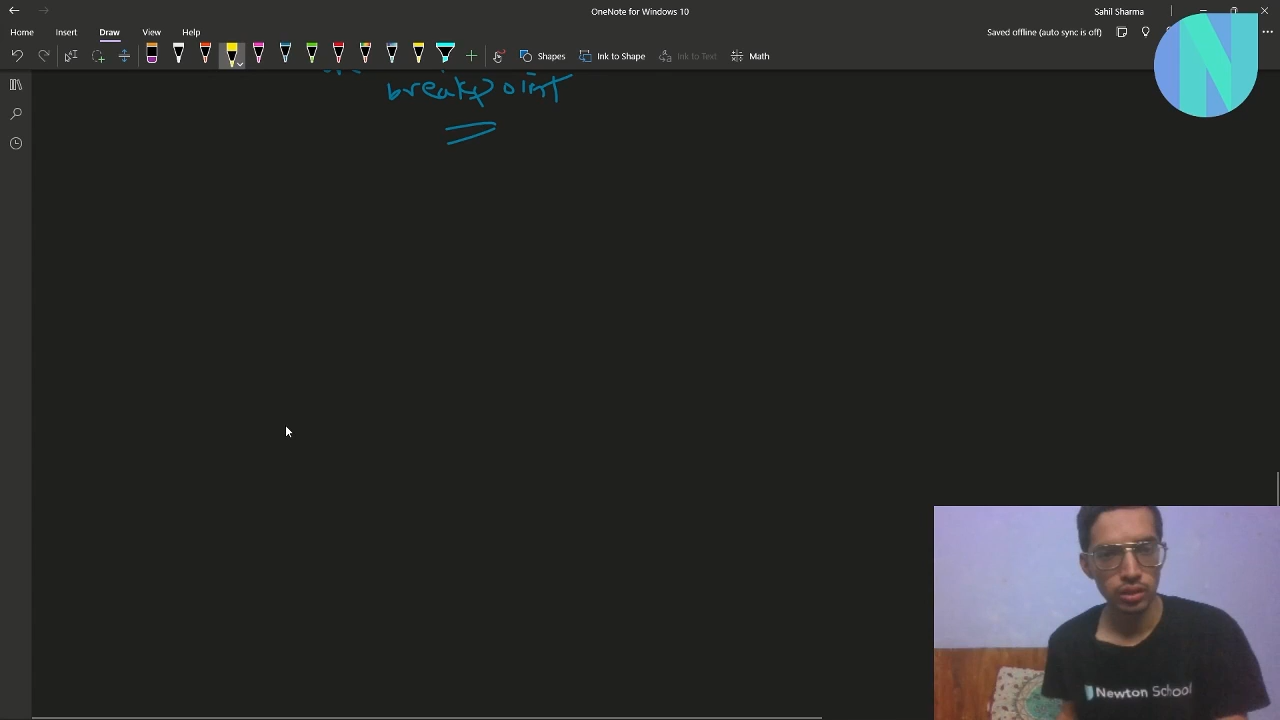 OneNote for Windows 10
Sahil Sharma
Home Insert Draw View Help
Saved offline (auto sync is off)
Shapes Ink to Shape Ink to Text Math
breakpoint
Newton School